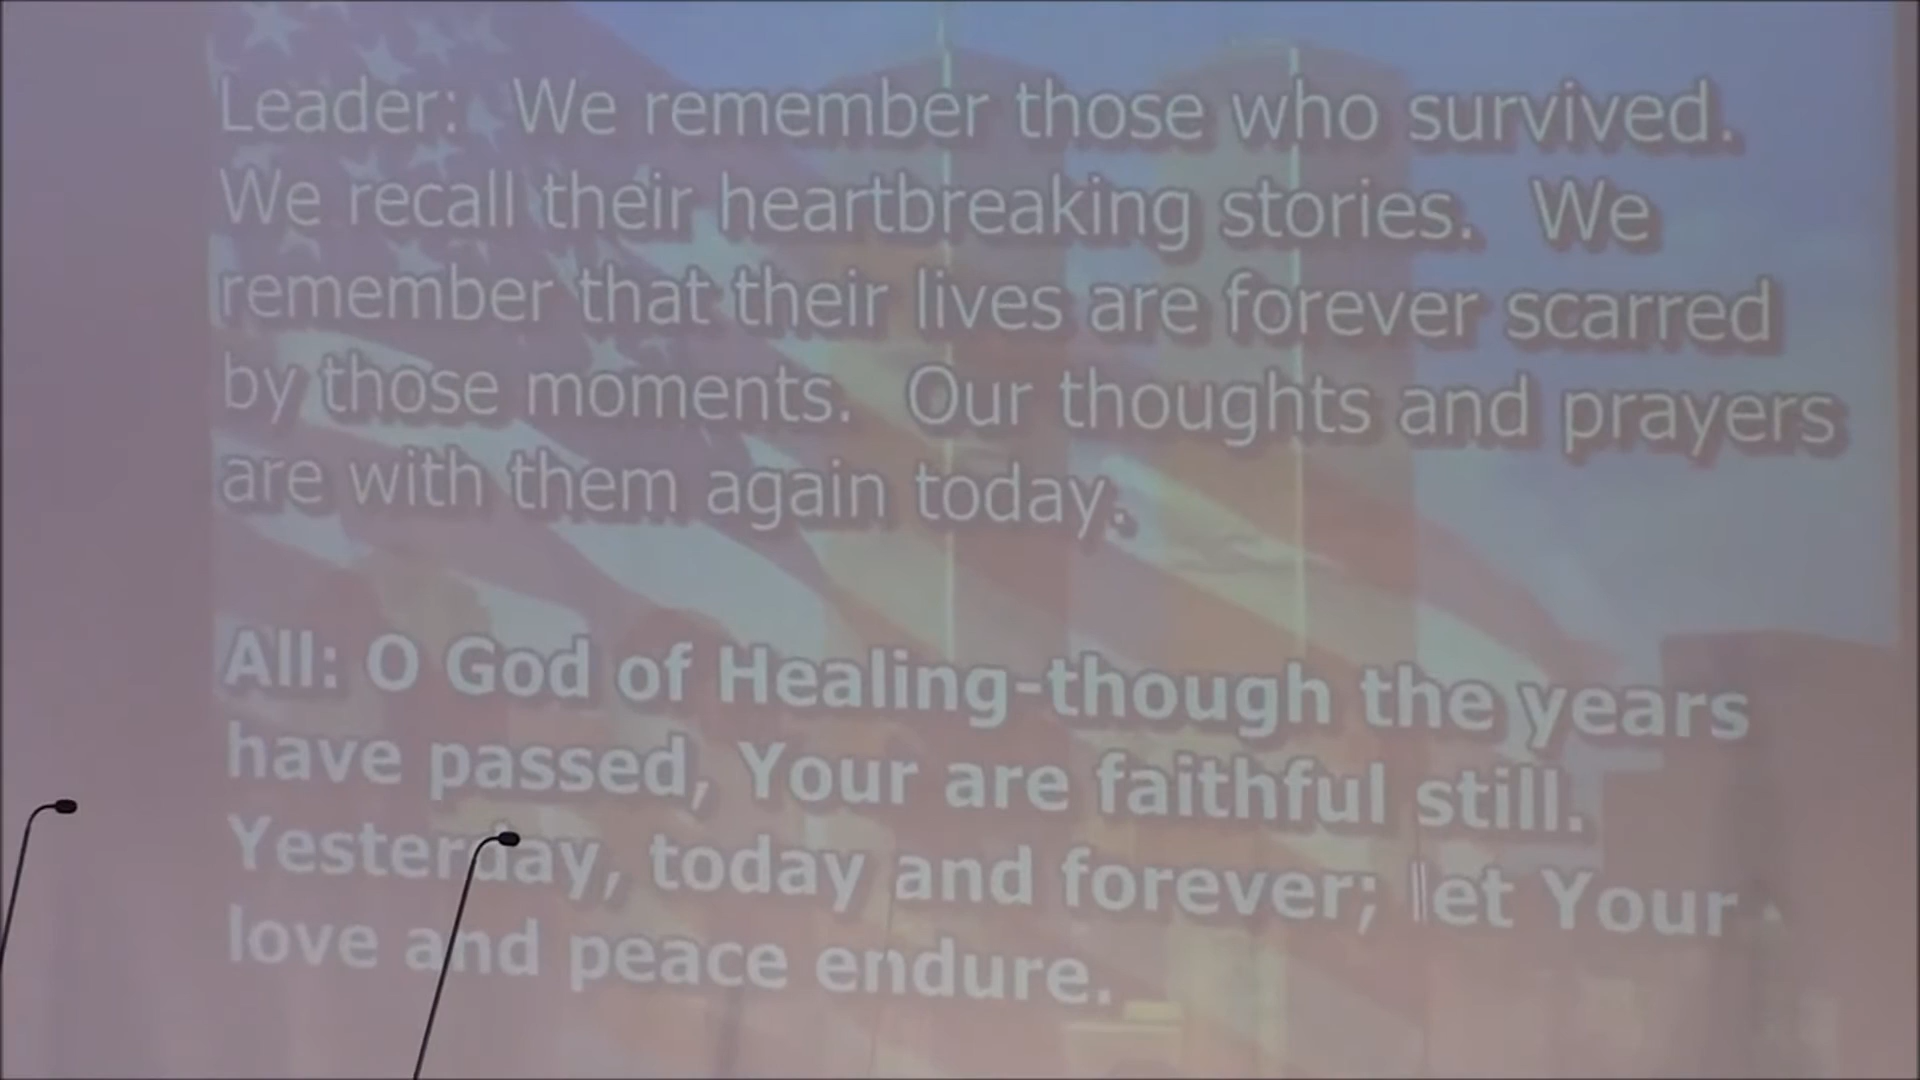 Leader: We remember those who survived.
We recall their heartbreaking stories. We
remember that their lives are forever scarred
by those moments. Our thoughts and prayers
are with them again today.
All: O God of Healing-though the years
have passed, Your are faithful still.
Yesterday, today and forever; let Your
love and peace endure.